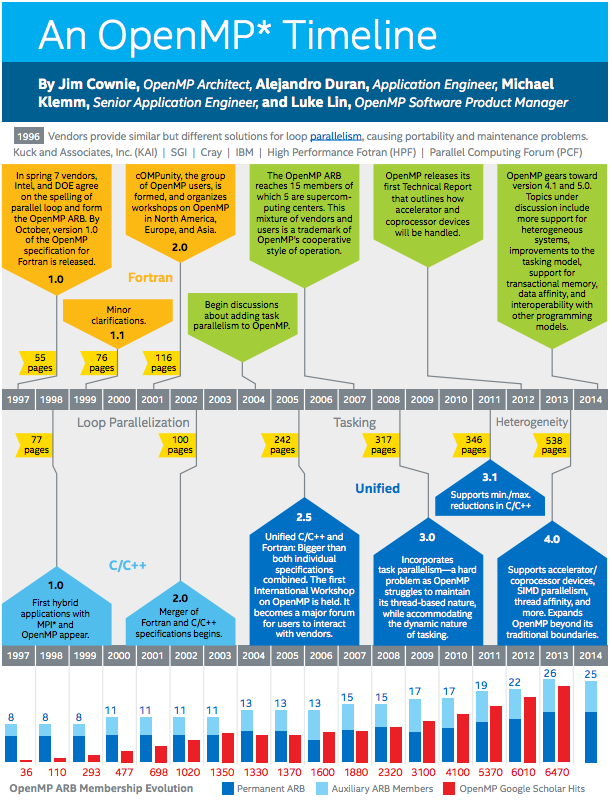 An OpenMP* Timeline
By Jim Cownie, OpenMP Architect, Alejandro Duran, Application Engineer, Michael
Klemm, Senior Application Engineer, and Luke Lin, OpenMP Software Product Manager
1996 Vendors provide similar but different solutions for loop parallelism, causing portability and maintenance problems.
Kuck and Associates, Inc. (KAI) | SGI | Cray | IBM | High Performance Fotran (HPF) | Parallel Computing Forum (PCF)
In spring 7 vendors,
Intel, and DOE agree
on the spelling of
parallel loop and form
the OpenMP ARB. By
October, version 1.0
of the OpenMP
specification for
Fortran is released.
1.0
cOMPunity, the group
of OpenMP users, is
formed, and organizes
workshops on OpenMP
in North America,
Europe, and Asia.
2.0
The OpenMP ARB
reaches 15 members of
which 5 are supercom-
puting centers. This
mixture of vendors and
users is a trademark of
OpenMP's cooperative
style of operation.
OpenMP releases its
first Technical Report
that outlines how
accelerator and
coprocessor devices
will be handled.
OpenMP gears toward
version 4.1 and 5.0.
Topics under
discussion include
more support for
heterogeneous
systems,
improvements to the
tasking model,
support for
transactional memory,
data affinity, and
interoperability with
other programming
models.
Fortran
Minor
clarifications.
1.1
Begin discussions
about adding task
parallelism to OpenMP.
55
pages
76
pages
116
pages
1997 1998 1999 2000 2001 2002 2003 2004 2005 2006 2007 2008 2009 2010 2011 2012 2013 2014
Loop Parallelization
Tasking
Heterogeneity
77
pages
100
pages
242
pages
317
pages
346
pages
538
pages
Unified
3.1
Supports min./max.
reductions in C/C++
C/C++
1.0
First hybrid
applications with
MPI* and
OpenMP appear.
2.0
Merger of
Fortran and C/C++
specifications begins.
2.5
Unified C/C++ and
Fortran: Bigger than
both individual
specifications
combined. The first
International Workshop
on OpenMP is held. It
becomes a major forum
for users to interact
with vendors.
3.0
Incorporates
task parallelism—a hard
problem as OpenMP
struggles to maintain
its thread-based nature,
while accommodating
the dynamic nature
of tasking.
4.0
Supports accelerator/
coprocessor devices,
SIMD parallelism,
thread affinity, and
more. Expands
OpenMP beyond its
traditional boundaries.
1997 1998 1999 2000 2001 2002 2003 2004 2005 2006 2007 2008 2009 2010 2011 2012 2013 2014
8 8 8 11 11 11 11 13 13 13 15 15 17 17 19 22 26 25
36 110 293 477 698 1020 1350 1330 1370 1600 1880 2320 3100 4100 5370 6010 6470
OpenMP ARB Membership Evolution
Permanent ARB
Auxiliary ARB Members
OpenMP Google Scholar Hits